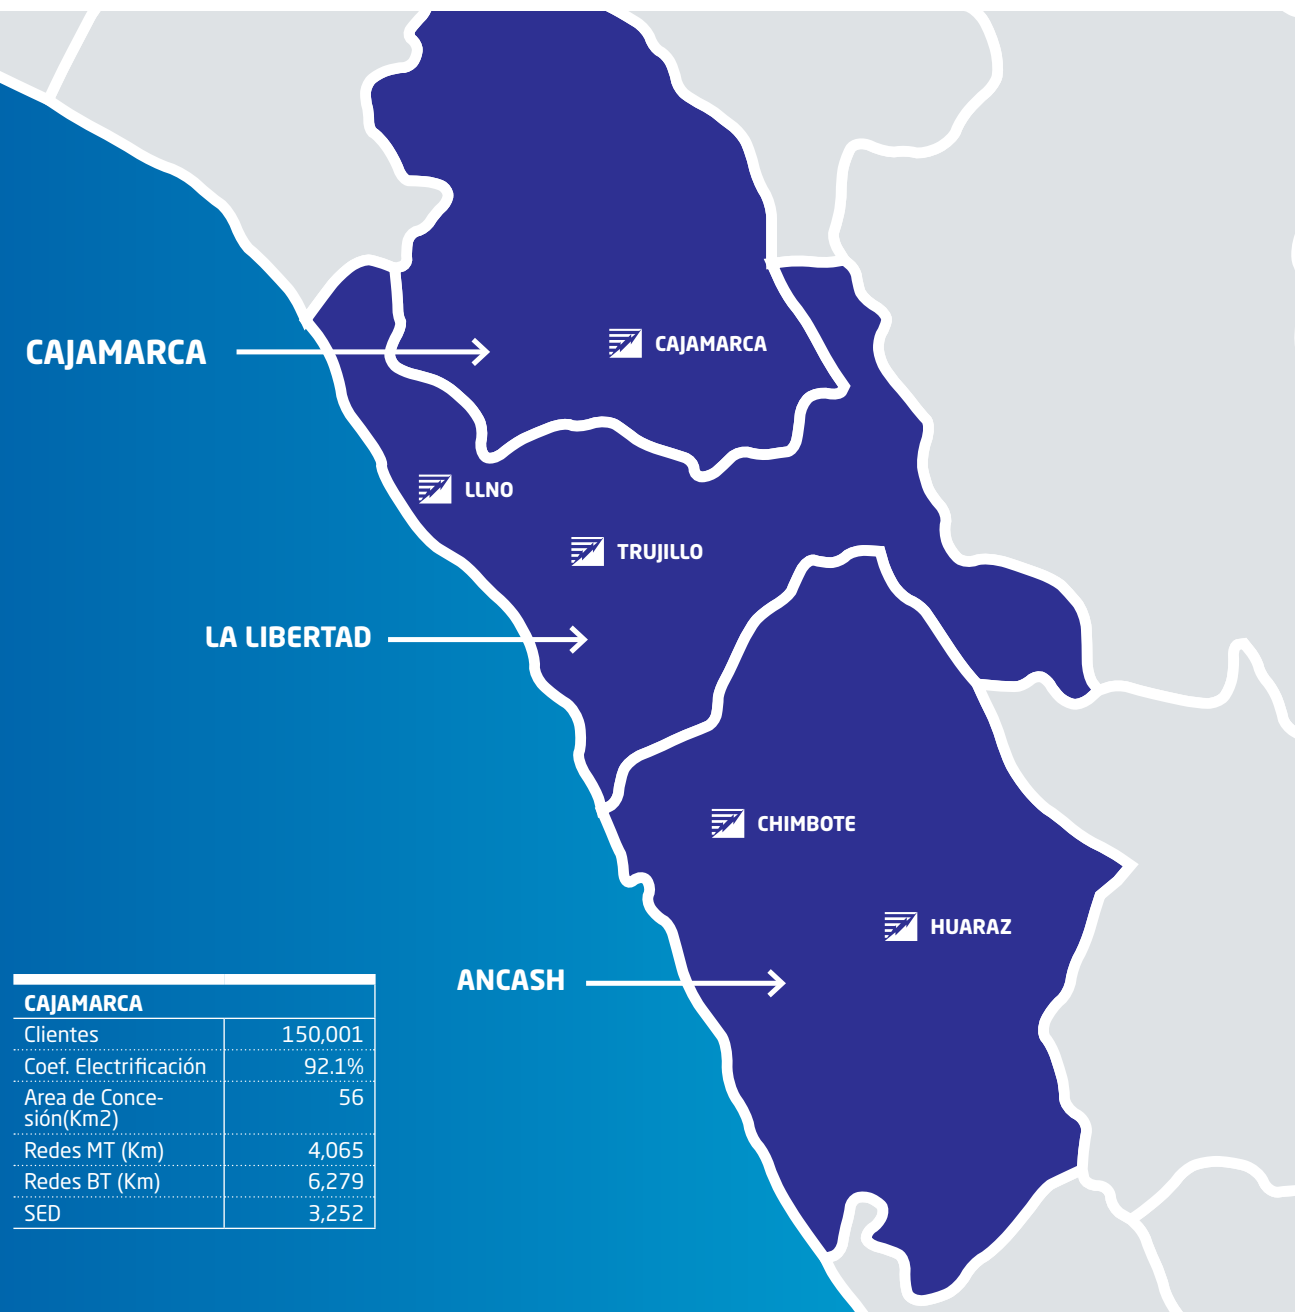 CAJAMARCA
CAJAMARCA
LLNO
TRUJILLO
LA LIBERTAD
CHIMBOTE
HUARAZ
ANCASH
CAJAMARCA
Clientes 150,001
Coef. Electrificación 92.1%
Area de Conce- 56
sión(Km2)
Redes MT (Km) 4,065
Redes BT (Km) 6,279
SED 3,252